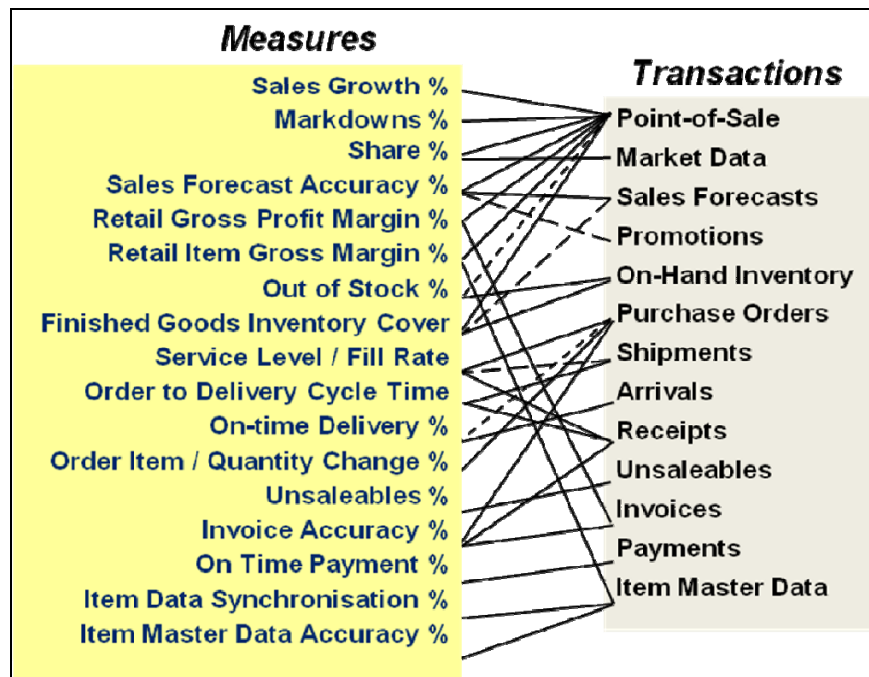 Measures
Sales Growth %
Markdowns %
Share %
Sales Forecast Accuracy %
Retail Gross Profit Margin %
Retail Item Gross Margin %
Out of Stock %
Finished Goods Inventory Cover
Service Level / Fill Rate
Order to Delivery Cycle Time
On-time Delivery %
Order Item / Quantity Change %
Unsaleables %
Invoice Accuracy %
On Time Payment %
Item Data Synchronisation %
Item Master Data Accuracy %
Transactions
Point-of-Sale
Market Data
Sales Forecasts
Promotions
On-Hand Inventory
Purchase Orders
Shipments
Arrivals
Receipts
Unsaleables
Invoices
Payments
Item Master Data